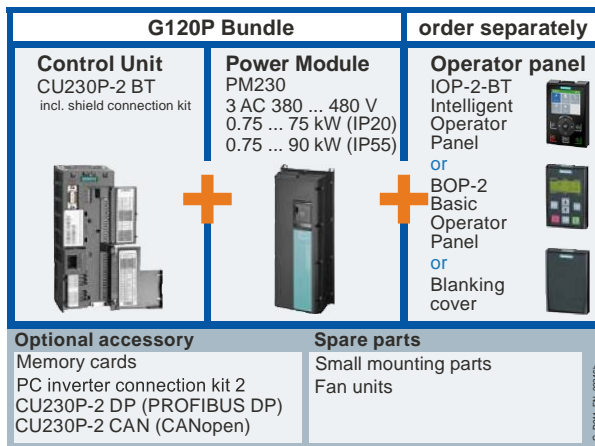 G120P Bundle
order separately
Control Unit
CU230P-2 BT
incl. shield connection kit
Power Module
PM230
3 AC 380 ... 480 V
0.75 ... 75 kW (IP20)
0.75 ... 90 kW (IP55)
Operator panel
IOP-2-BT
Intelligent
Operator
Panel
or
BOP-2
Basic
Operator
Panel
or
Blanking
cover
Optional accessory
Memory cards
PC inverter connection kit 2
CU230P-2 DP (PROFIBUS DP)
CU230P-2 CAN (CANopen)
Spare parts
Small mounting parts
Fan units